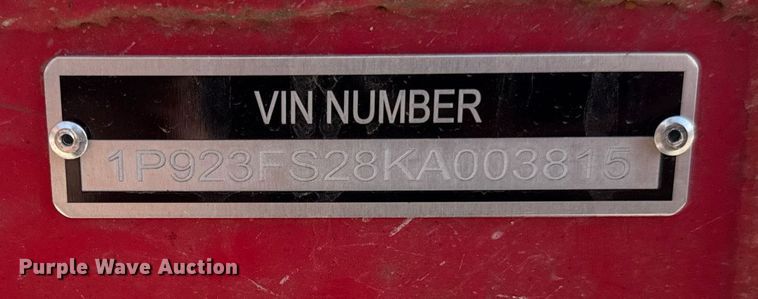 VIN NUMBER
1P923FS28KA003815
Purple Wave Auction